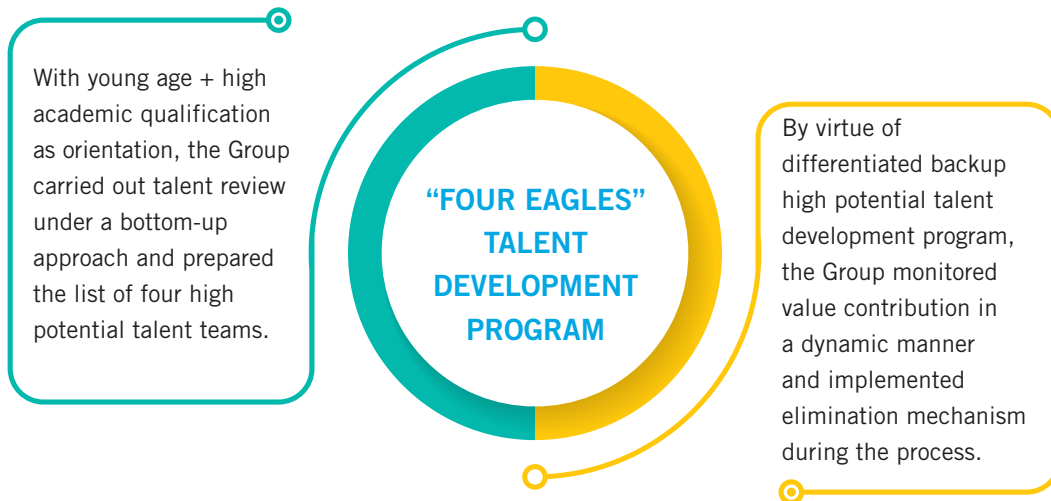 With young age + high
academic qualification
as orientation, the Group
carried out talent review
under a bottom-up
approach and prepared
the list of four high
potential talent teams.
“FOUR EAGLES”
TALENT
DEVELOPMENT
PROGRAM
By virtue of
differentiated backup
high potential talent
development program,
the Group monitored
value contribution in
a dynamic manner
and implemented
elimination mechanism
during the process.